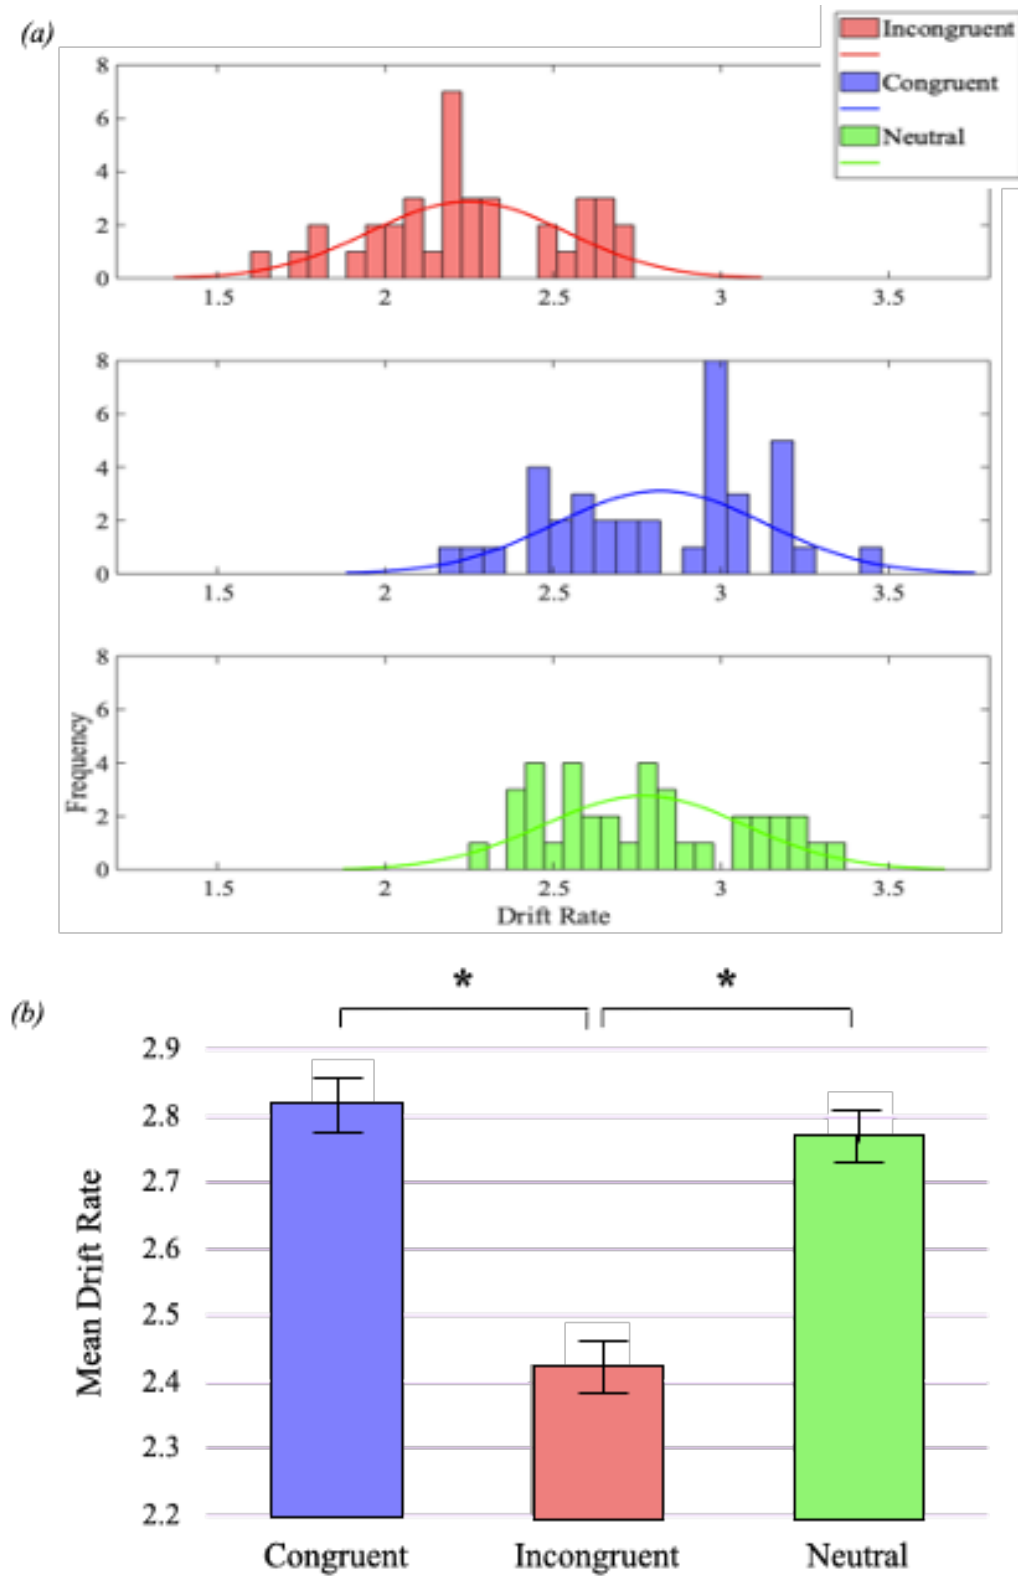 (a)
Incongruent
Congruent
Neutral
8
6
4
2
0
1.5 2 2.5 3 3.5
8
6
4
2
0
1.5 2 2.5 3 3.5
Frequency
8
6
4
2
0
1.5 2 2.5 3 3.5
Drift Rate
(b)
* *
Mean Drift Rate
2.9
2.8
2.7
2.6
2.5
2.4
2.3
2.2
Congruent Incongruent Neutral